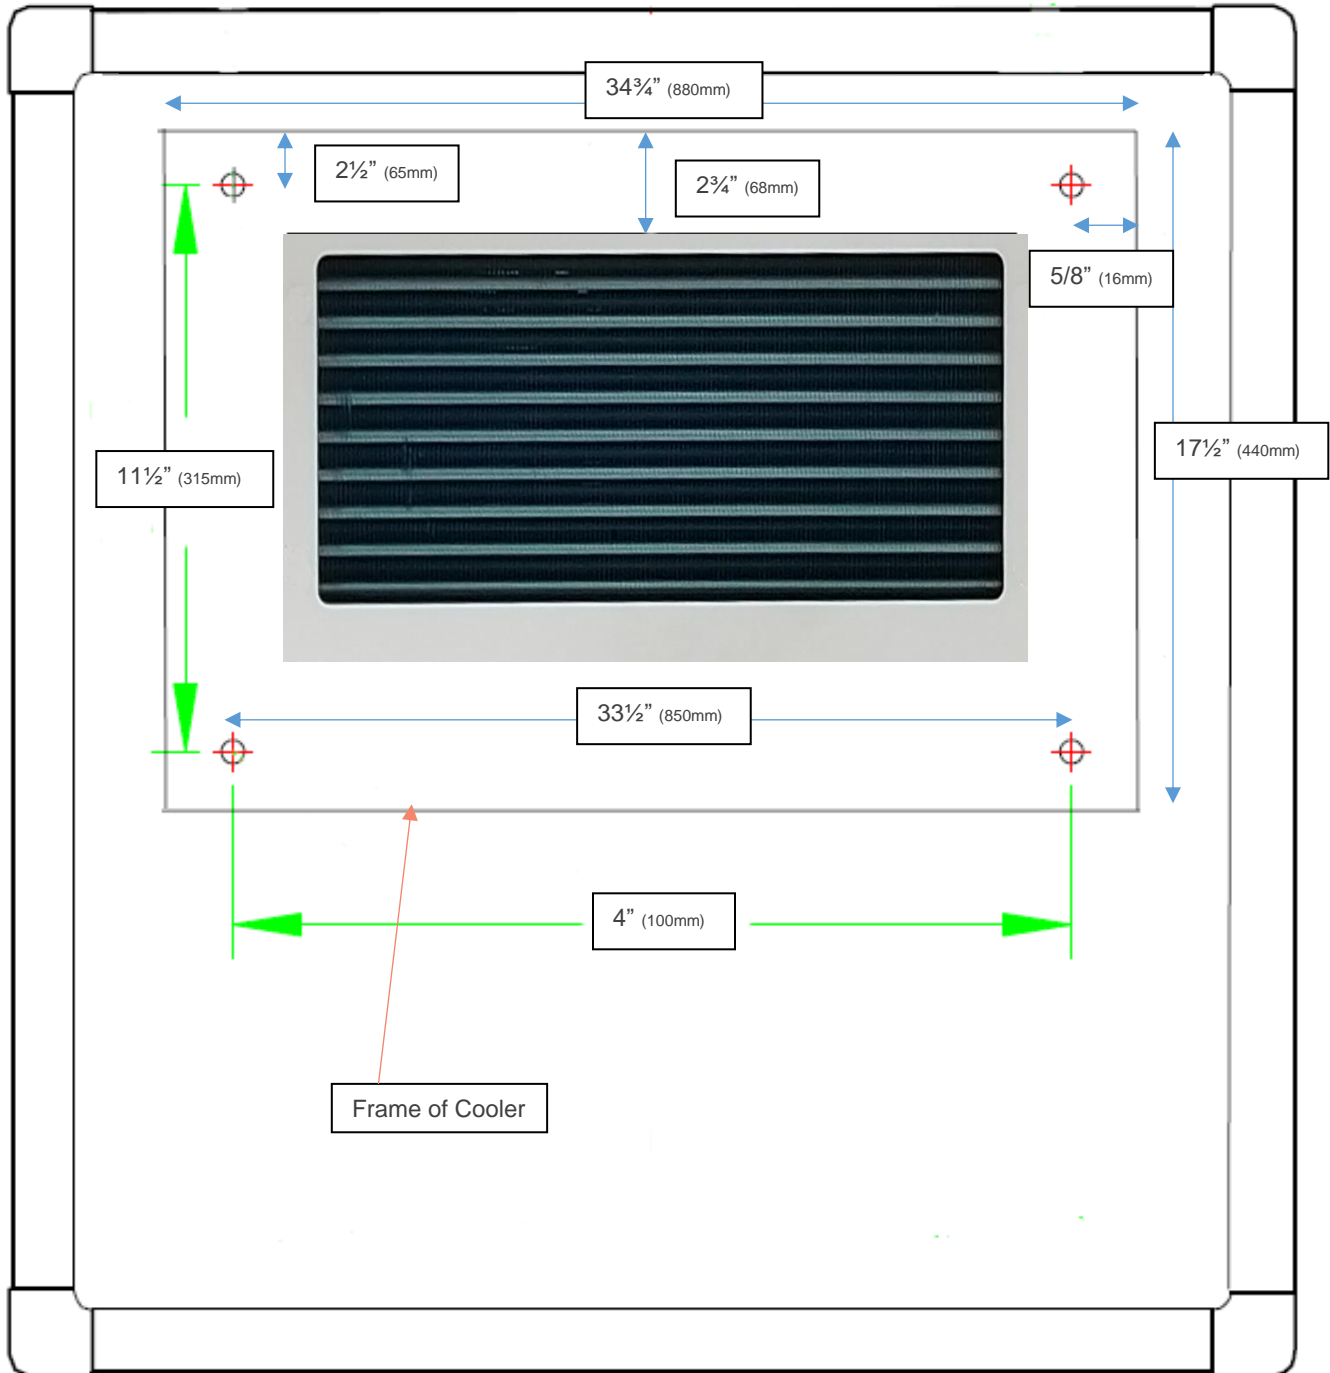 34¾” (880mm)
2½” (65mm)
2¾” (68mm)
5/8” (16mm)
11½” (315mm)
17½” (440mm)
33½” (850mm)
4” (100mm)
Frame of Cooler